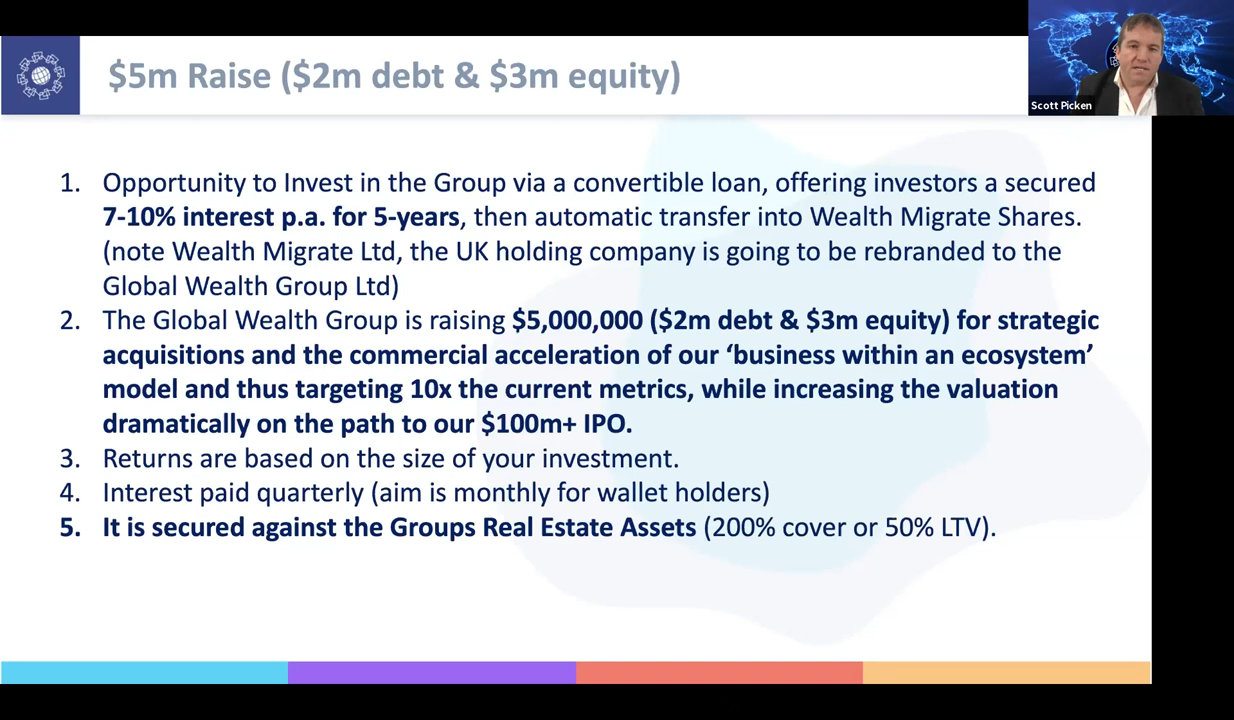 $5m Raise ($2m debt & $3m equity)
Scott Picken
1. Opportunity to Invest in the Group via a convertible loan, offering investors a secured
7-10% interest p.a. for 5-years, then automatic transfer into Wealth Migrate Shares.
(note Wealth Migrate Ltd, the UK holding company is going to be rebranded to the
Global Wealth Group Ltd)
2. The Global Wealth Group is raising $5,000,000 ($2m debt & $3m equity) for strategic
acquisitions and the commercial acceleration of our ‘business within an ecosystem’
model and thus targeting 10x the current metrics, while increasing the valuation
dramatically on the path to our $100m+ IPO.
3. Returns are based on the size of your investment.
4. Interest paid quarterly (aim is monthly for wallet holders)
5. It is secured against the Groups Real Estate Assets (200% cover or 50% LTV).